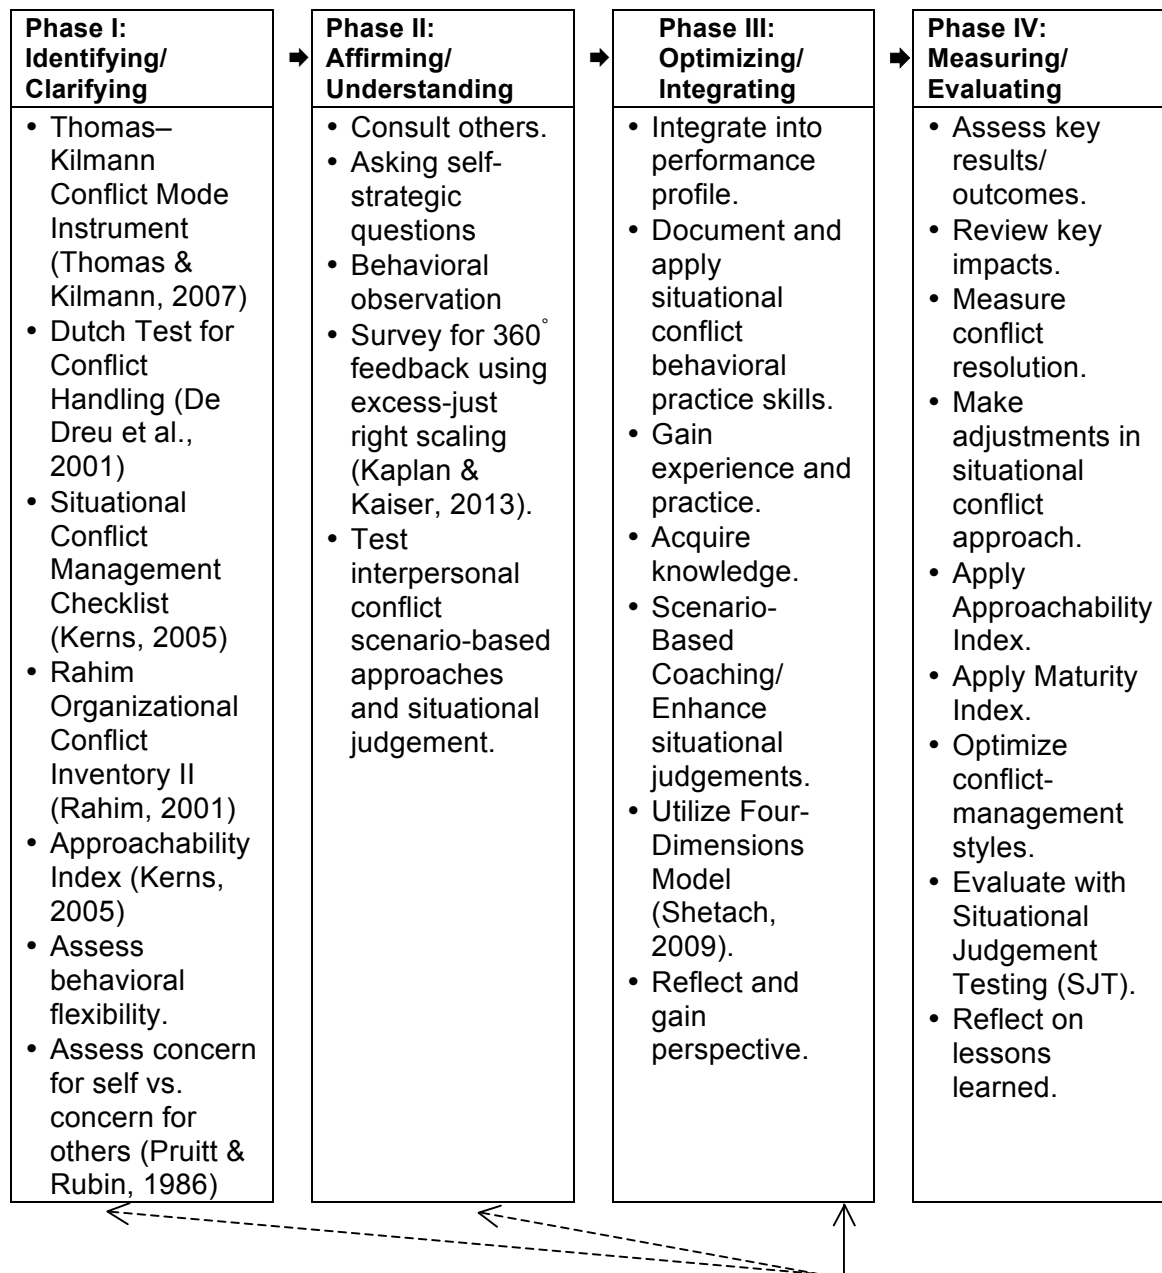 Phase I:
Identifying/
Clarifying
• Thomas–
Kilmann
Conflict Mode
Instrument
(Thomas &
Kilmann, 2007)
• Dutch Test for
Conflict
Handling (De
Dreu et al.,
2001)
• Situational
Conflict
Management
Checklist
(Kerns, 2005)
• Rahim
Organizational
Conflict
Inventory II
(Rahim, 2001)
• Approachability
Index (Kerns,
2005)
• Assess
behavioral
flexibility.
• Assess concern
for self vs.
concern for
others (Pruitt &
Rubin, 1986)
Phase II:
Affirming/
Understanding
• Consult others.
• Asking self-
strategic
questions
• Behavioral
observation
• Survey for 360°
feedback using
excess-just
right scaling
(Kaplan &
Kaiser, 2013).
• Test
interpersonal
conflict
scenario-based
approaches
and situational
judgement.
Phase III:
Optimizing/
Integrating
• Integrate into
performance
profile.
• Document and
apply
situational
conflict
behavioral
practice skills.
• Gain
experience and
practice.
• Acquire
knowledge.
• Scenario-
Based
Coaching/
Enhance
situational
judgements.
• Utilize Four-
Dimensions
Model
(Shetach,
2009).
• Reflect and
gain
perspective.
Phase IV:
Measuring/
Evaluating
• Assess key
results/
outcomes.
• Review key
impacts.
• Measure
conflict
resolution.
• Make
adjustments in
situational
conflict
approach.
• Apply
Approachability
Index.
• Apply Maturity
Index.
• Optimize
conflict-
management
styles.
• Evaluate with
Situational
Judgement
Testing (SJT).
• Reflect on
lessons
learned.